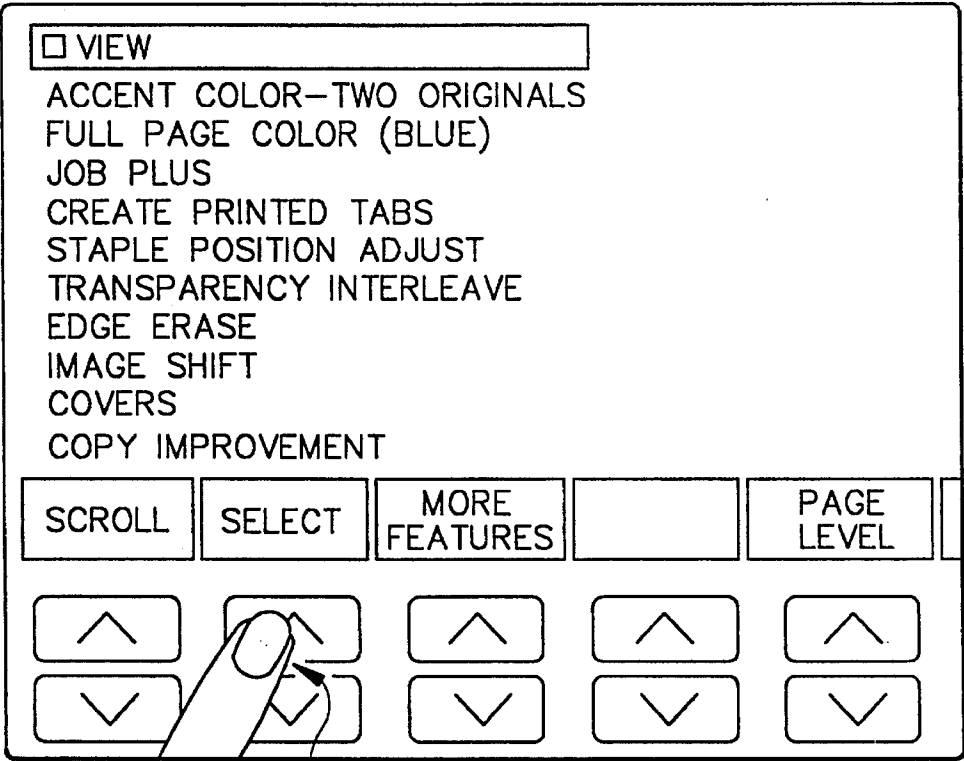 VIEW
ACCENT COLOR—TWO ORIGINALS
FULL PAGE COLOR (BLUE)
JOB PLUS
CREATE PRINTED TABS
STAPLE POSITION ADJUST
TRANSPARENCY INTERLEAVE
EDGE ERASE
IMAGE SHIFT
COVERS
COPY IMPROVEMENT
SCROLL
SELECT
MORE
FEATURES
PAGE
LEVEL